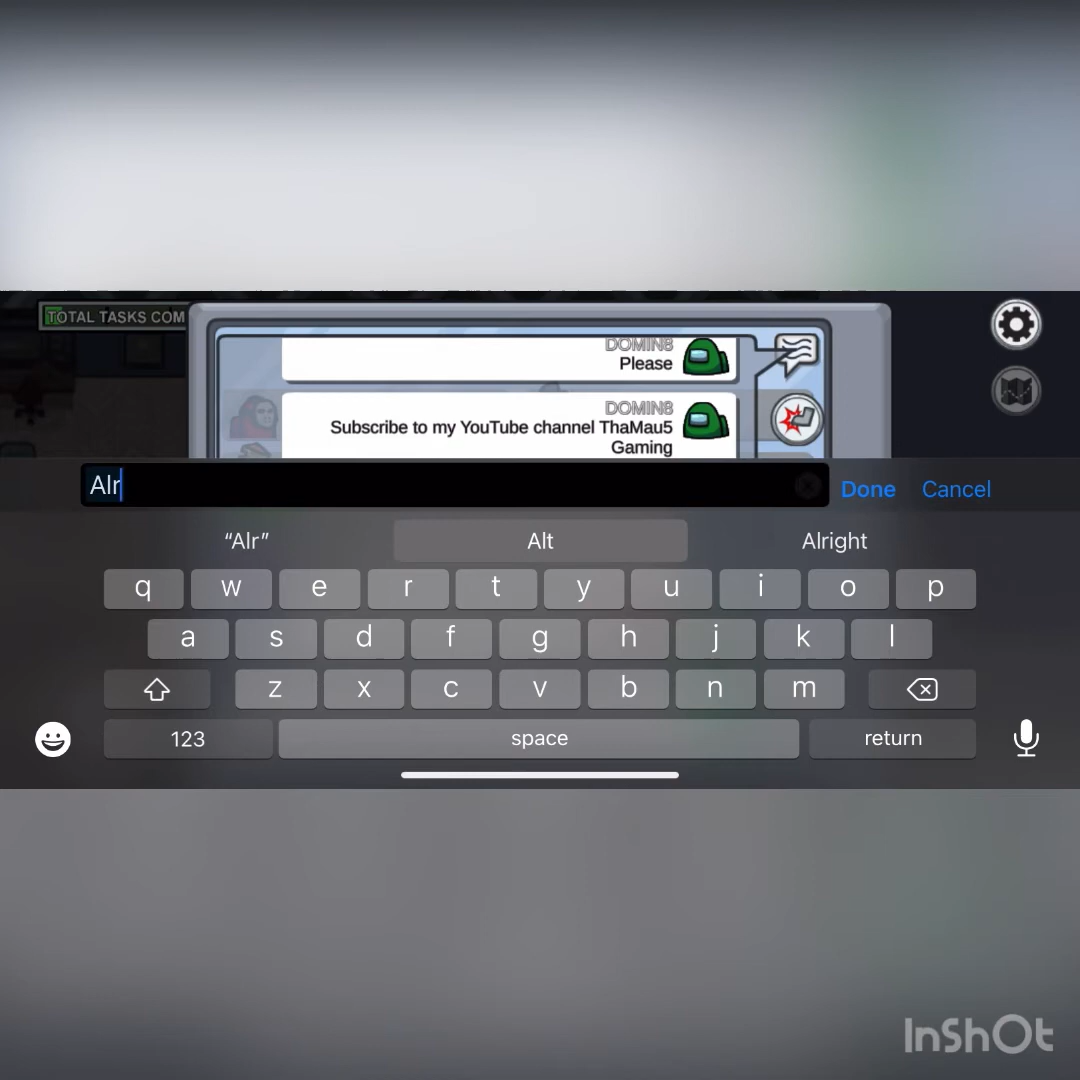 TOTAL TASKS COM
DOMIN8
Please
DOMIN8
Subscribe to my YouTube channel ThaMau5
Gaming
Alr
Done Cancel
“Alr” Alt Alright
q w e r t y u i o p
a s d f g h j k l
z x c v b n m
123 space return
InShOt